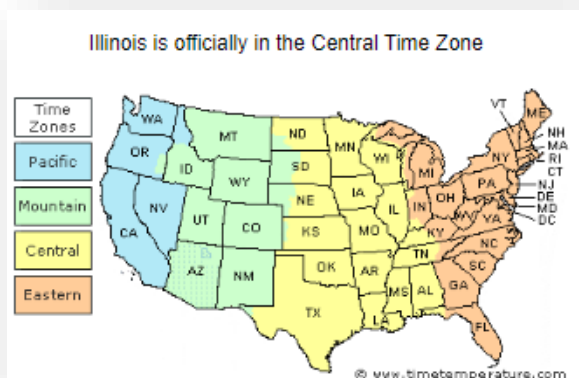 Illinois is officially in the Central Time Zone
Time
Zones
Pacific
Mountain
Central
Eastern
WA
OR
CA
NV
ID
MT
WY
UT
CO
AZ
NM
ND
SD
NE
KS
OK
TX
MN
IA
MO
AR
LA
WI
IL
MS
AL
TN
MI
IN
OH
KY
WV
VA
NC
SC
GA
FL
PA
NY
ME
VT
NH
MA
RI
CT
NJ
DE
MD
DC
© www.timetemperature.com